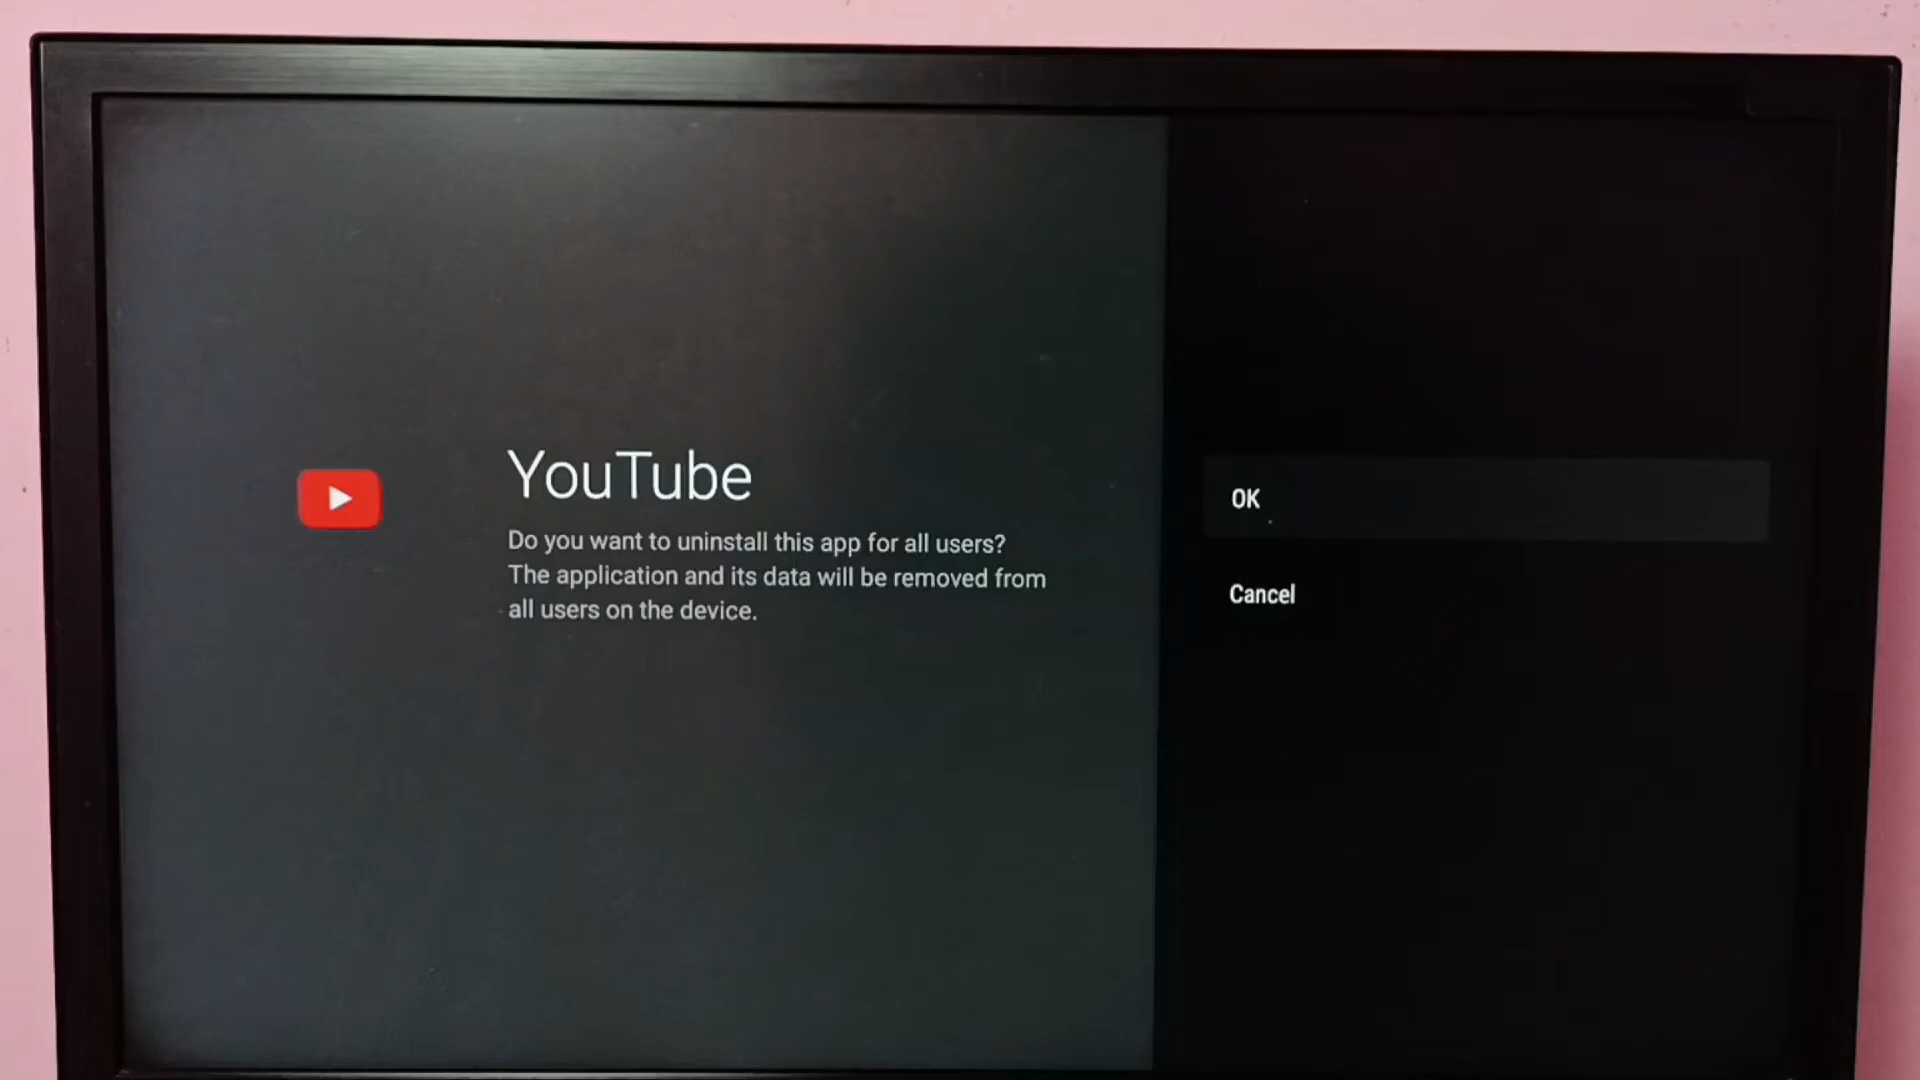 YouTube
Do you want to uninstall this app for all users?
The application and its data will be removed from
all users on the device.
OK
Cancel